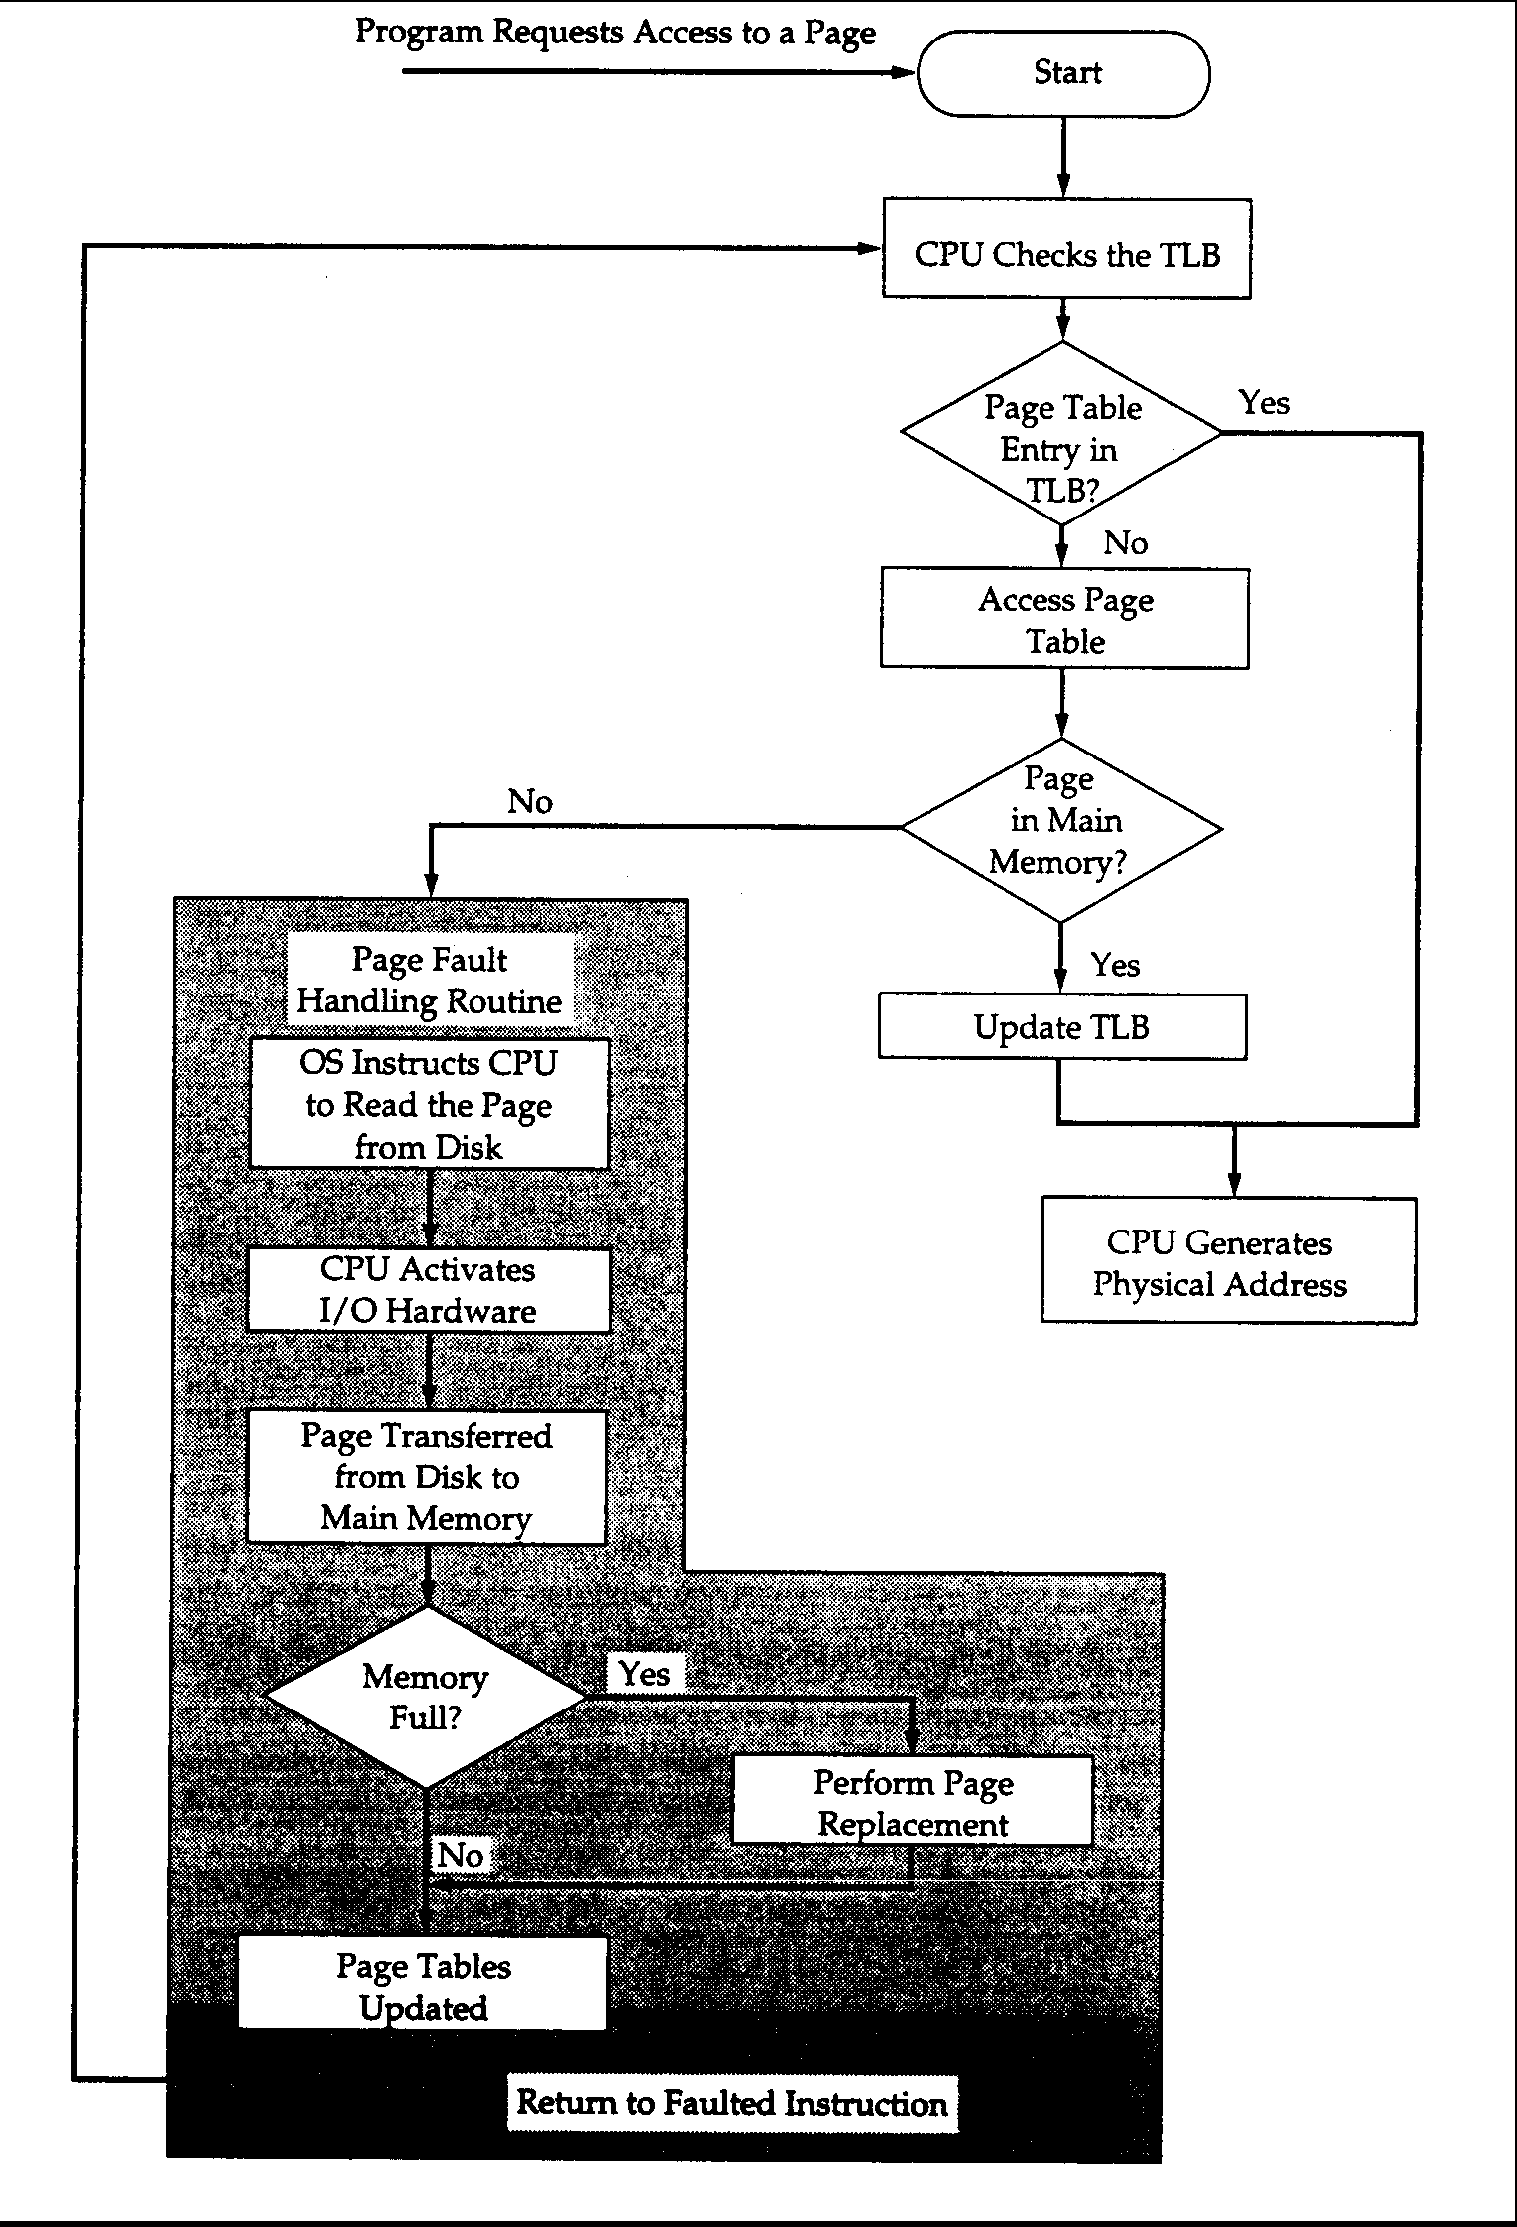 Program Requests Access to a Page
Start
CPU Checks the TLB
Page Table
Entry in
TLB?
Yes
No
Access Page
Table
Page
in Main
Memory?
No
Yes
Update TLB
CPU Generates
Physical Address
Page Fault
Handling Routine
OS Instructs CPU
to Read the Page
from Disk
CPU Activates
I/O Hardware
Page Transferred
from Disk to
Main Memory
Memory
Full?
Yes
Perform Page
Replacement
No
Page Tables
Updated
Return to Faulted Instruction